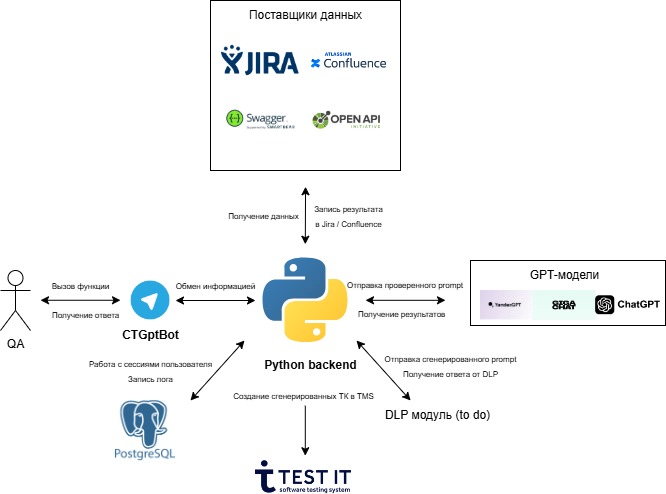 Поставщики данных
JIRA
ATLASSIAN
Confluence
Swagger
Supported by SMARTBEAR
OPEN API
INITIATIVE
Получение данных
Запись результата
в Jira / Confluence
GPT-модели
YandexGPT
ChatGPT
Вызов функции
Получение ответа
QA
CTGptBot
Обмен информацией
Python backend
Отправка проверенного prompt
Получение результатов
Работа с сессиями пользователя
Запись лога
PostgreSQL
Отправка сгенерированного prompt
Получение ответа от DLP
DLP модуль (to do)
Создание сгенерированных ТК в TMS
TEST IT
software testing system